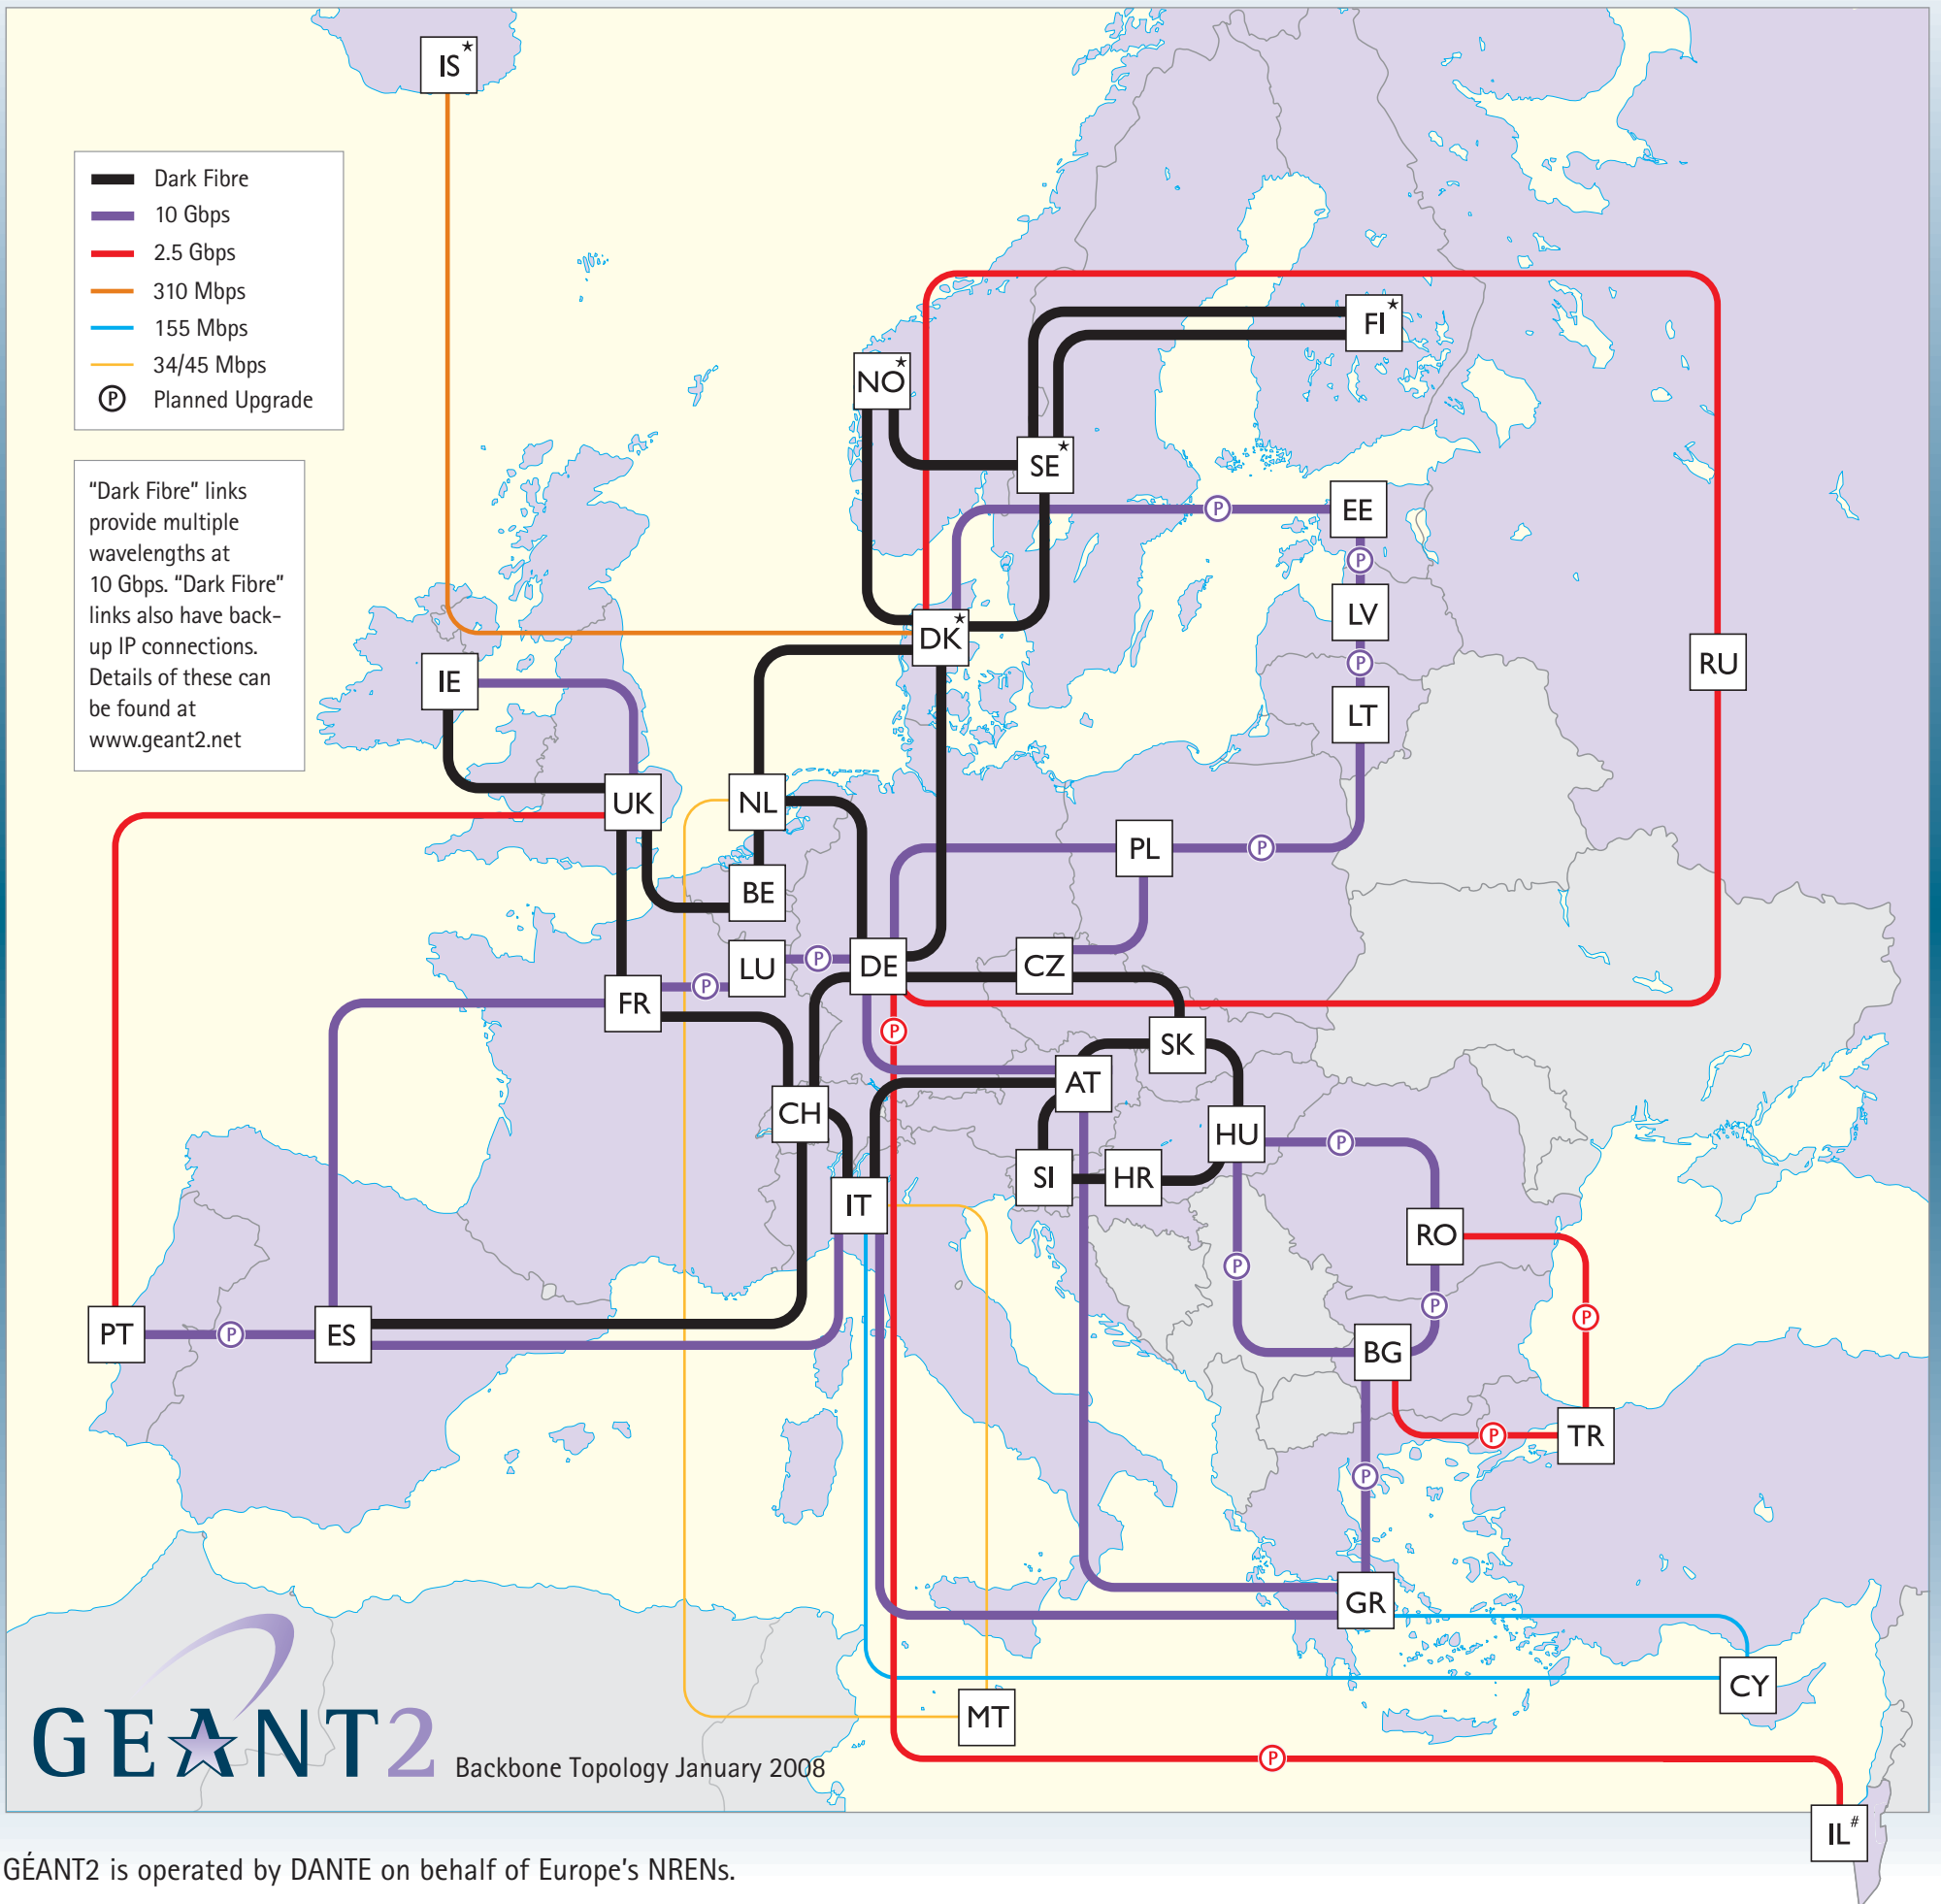 IS*
Dark Fibre
10 Gbps
2.5 Gbps
310 Mbps
155 Mbps
34/45 Mbps
P Planned Upgrade
“Dark Fibre” links
provide multiple
wavelengths at
10 Gbps. “Dark Fibre”
links also have back-
up IP connections.
Details of these can
be found at
www.geant2.net
FI*
NO*
SE*
P
EE
P
LV
DK*
P
RU
IE
LT
UK
NL
PL
P
BE
LU
P
DE
CZ
P
FR
P
SK
AT
CH
HU
P
SI
HR
IT
RO
P
P
P
PT
P
ES
BG
TR
P
P
GR
CY
MT
GEANT2
Backbone Topology January 2008
P
IL#
GÉANT2 is operated by DANTE on behalf of Europe's NRENs.